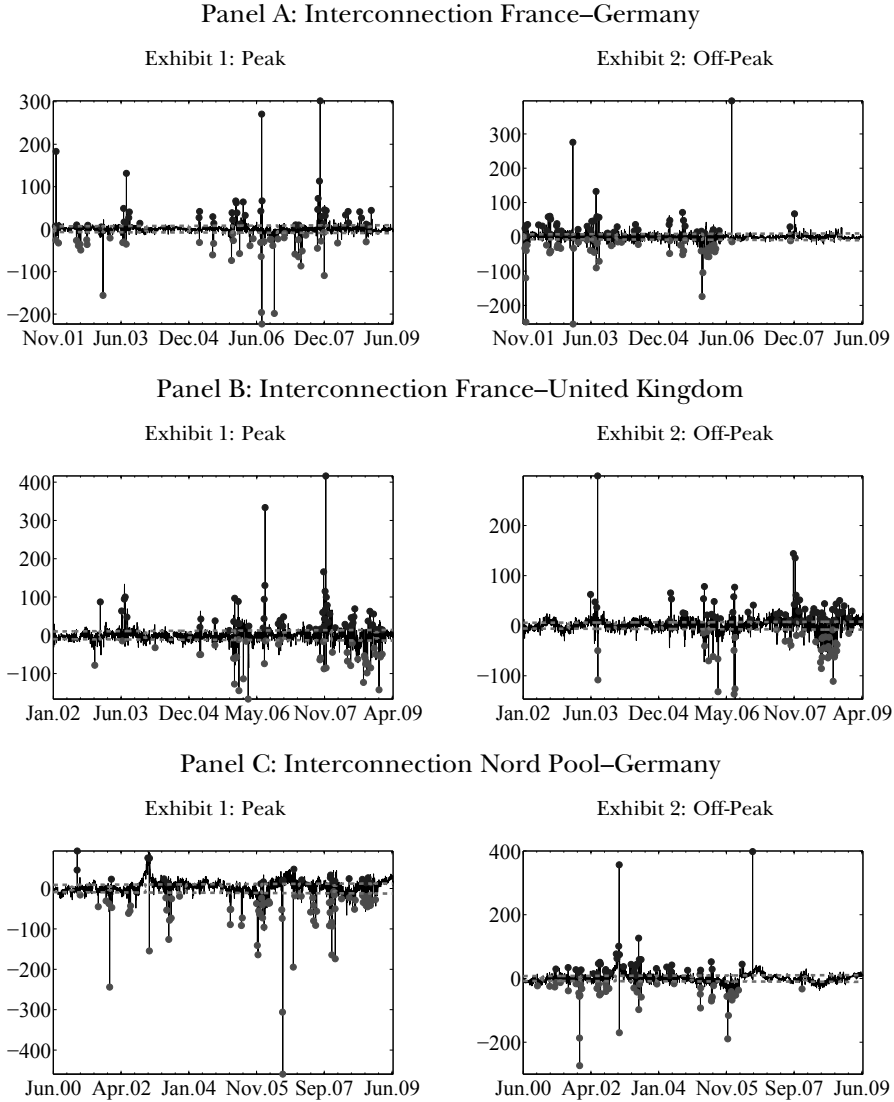 Panel A: Interconnection France–Germany
Exhibit 1: Peak
300
200
100
0
−100
−200
Nov.01 Jun.03 Dec.04 Jun.06 Dec.07 Jun.09
Exhibit 2: Off-Peak
300
200
100
0
−100
−200
Nov.01 Jun.03 Dec.04 Jun.06 Dec.07 Jun.09
Panel B: Interconnection France–United Kingdom
Exhibit 1: Peak
400
300
200
100
0
−100
Jan.02 Jun.03 Dec.04 May.06 Nov.07 Apr.09
Exhibit 2: Off-Peak
200
100
0
−100
Jan.02 Jun.03 Dec.04 May.06 Nov.07 Apr.09
Panel C: Interconnection Nord Pool–Germany
Exhibit 1: Peak
0
−100
−200
−300
−400
Jun.00 Apr.02 Jan.04 Nov.05 Sep.07 Jun.09
Exhibit 2: Off-Peak
400
200
0
−200
Jun.00 Apr.02 Jan.04 Nov.05 Sep.07 Jun.09